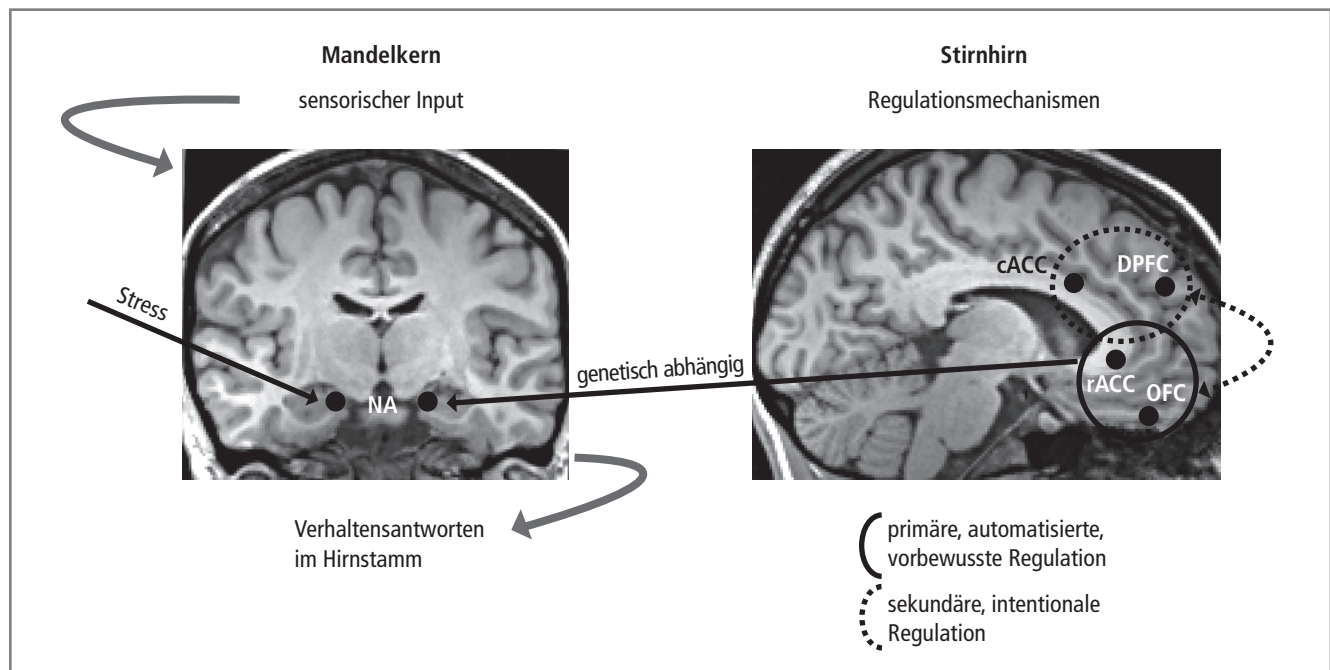 Mandelkern
sensorischer Input
Stress
NA
Verhaltensantworten
im Hirnstamm
genetisch abhängig
Stirnhirn
Regulationsmechanismen
cACC
DPFC
rACC
OFC
primäre, automatisierte,
vorbewusste Regulation
sekundäre, intentionale
Regulation